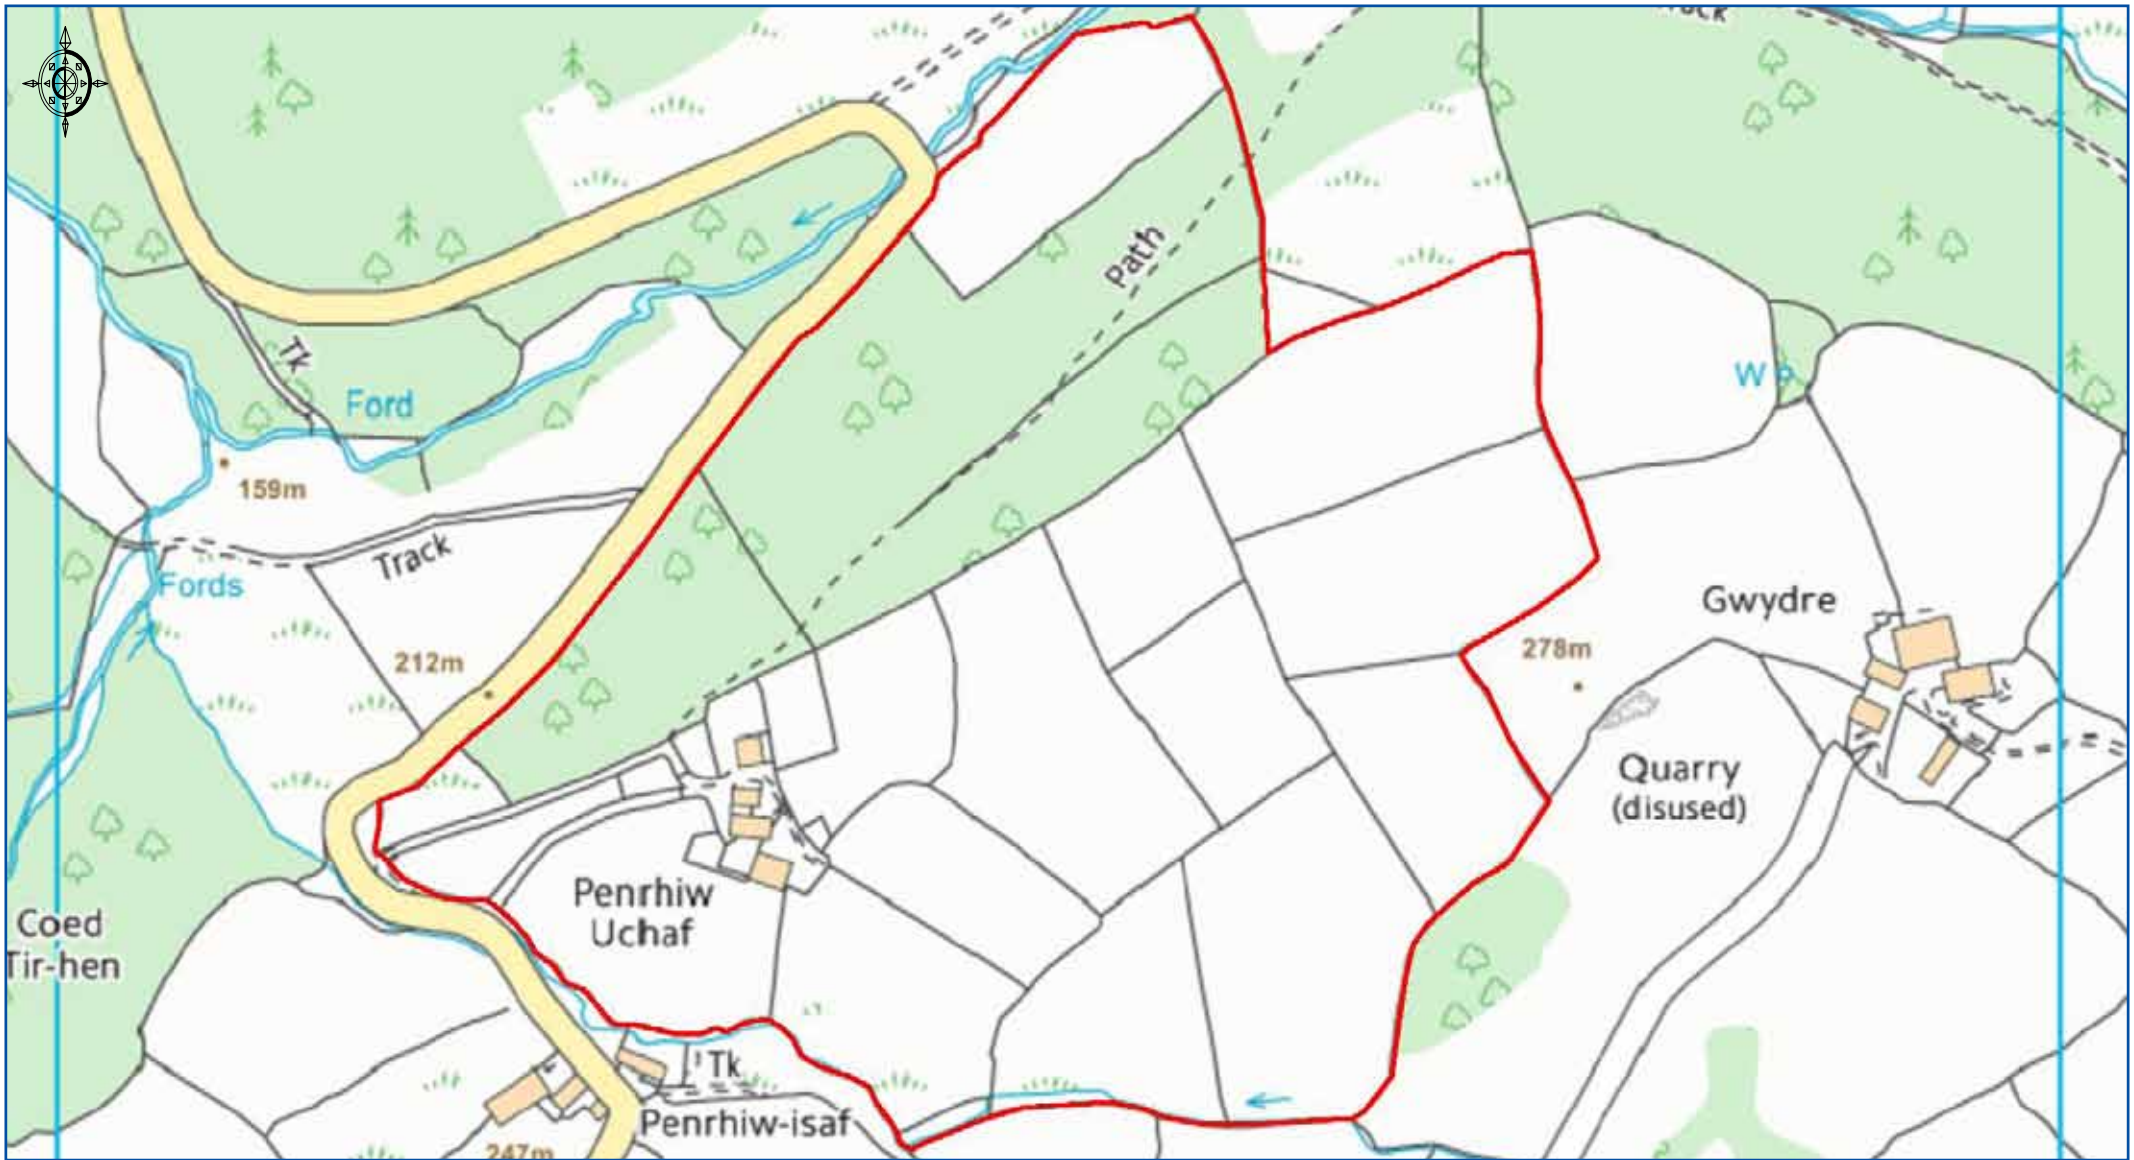 Path
Tk
Ford
159m
Track
Fords
212m
Gwydre
W
278m
Quarry
(disused)
Penrhiw
Uchaf
Coed
Tir-hen
Tk
Penrhiw-isaf
247m